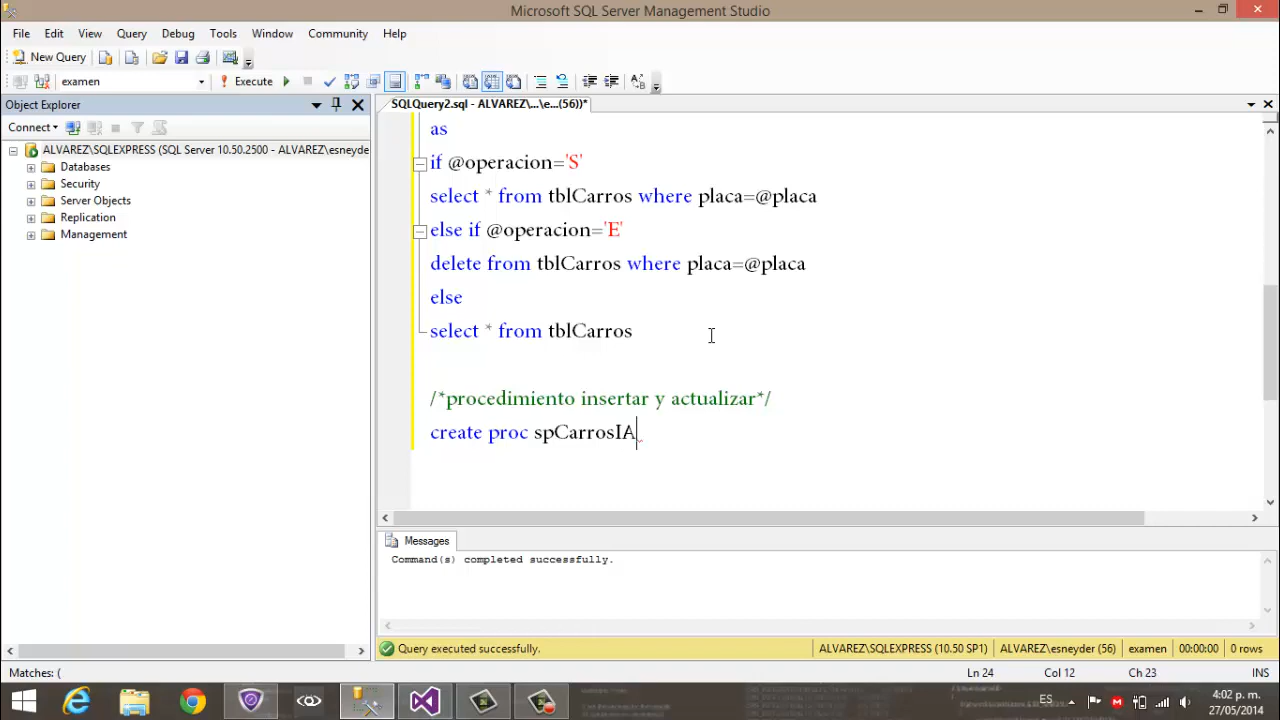 Microsoft SQL Server Management Studio
File Edit View Query Debug Tools Window Community Help
New Query
examen Execute
Object Explorer
SQLQuery2.sql - ALVAREZ\...\e...(56))*
Connect
ALVAREZ\SQLEXPRESS (SQL Server 10.50.2500 - ALVAREZ\esneyder
Databases
Security
Server Objects
Replication
Management
as
if @operacion='S'
select * from tblCarros where placa=@placa
else if @operacion='E'
delete from tblCarros where placa=@placa
else
select * from tblCarros
/*procedimiento insertar y actualizar*/
create proc spCarrosIA
Messages
Command(s) completed successfully.
Query executed successfully. ALVAREZ\SQLEXPRESS (10.50 SP1) ALVAREZ\esneyder (56) examen 00:00:00 0 rows
Matches: ( Ln 24 Col 12 Ch 23 INS
ES 4:02 p. m.
27/05/2014